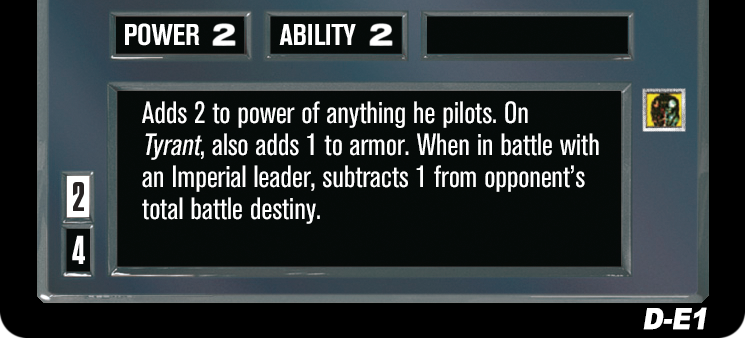 POWER 2 ABILITY 2
Adds 2 to power of anything he pilots. On
Tyrant, also adds 1 to armor. When in battle with
an Imperial leader, subtracts 1 from opponent's
total battle destiny.
2
4
D-E1